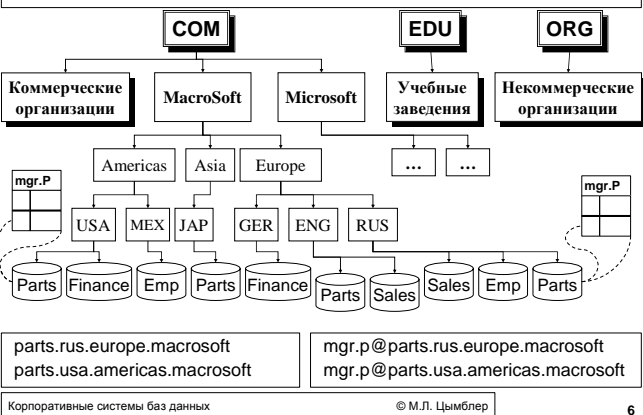 COM EDU ORG
Коммерческие
организации
MacroSoft
Microsoft
Учебные
заведения
Некоммерческие
организации
Americas Asia Europe ... ...
mgr.P
mgr.P
USA MEX JAP GER ENG RUS
Parts Finance Emp Parts Finance Parts Sales Sales Emp Parts
parts.rus.europe.macrosoft
parts.usa.americas.macrosoft
mgr.p@parts.rus.europe.macrosoft
mgr.p@parts.usa.americas.macrosoft
Корпоративные системы баз данных © М.Л. Цымблер 6